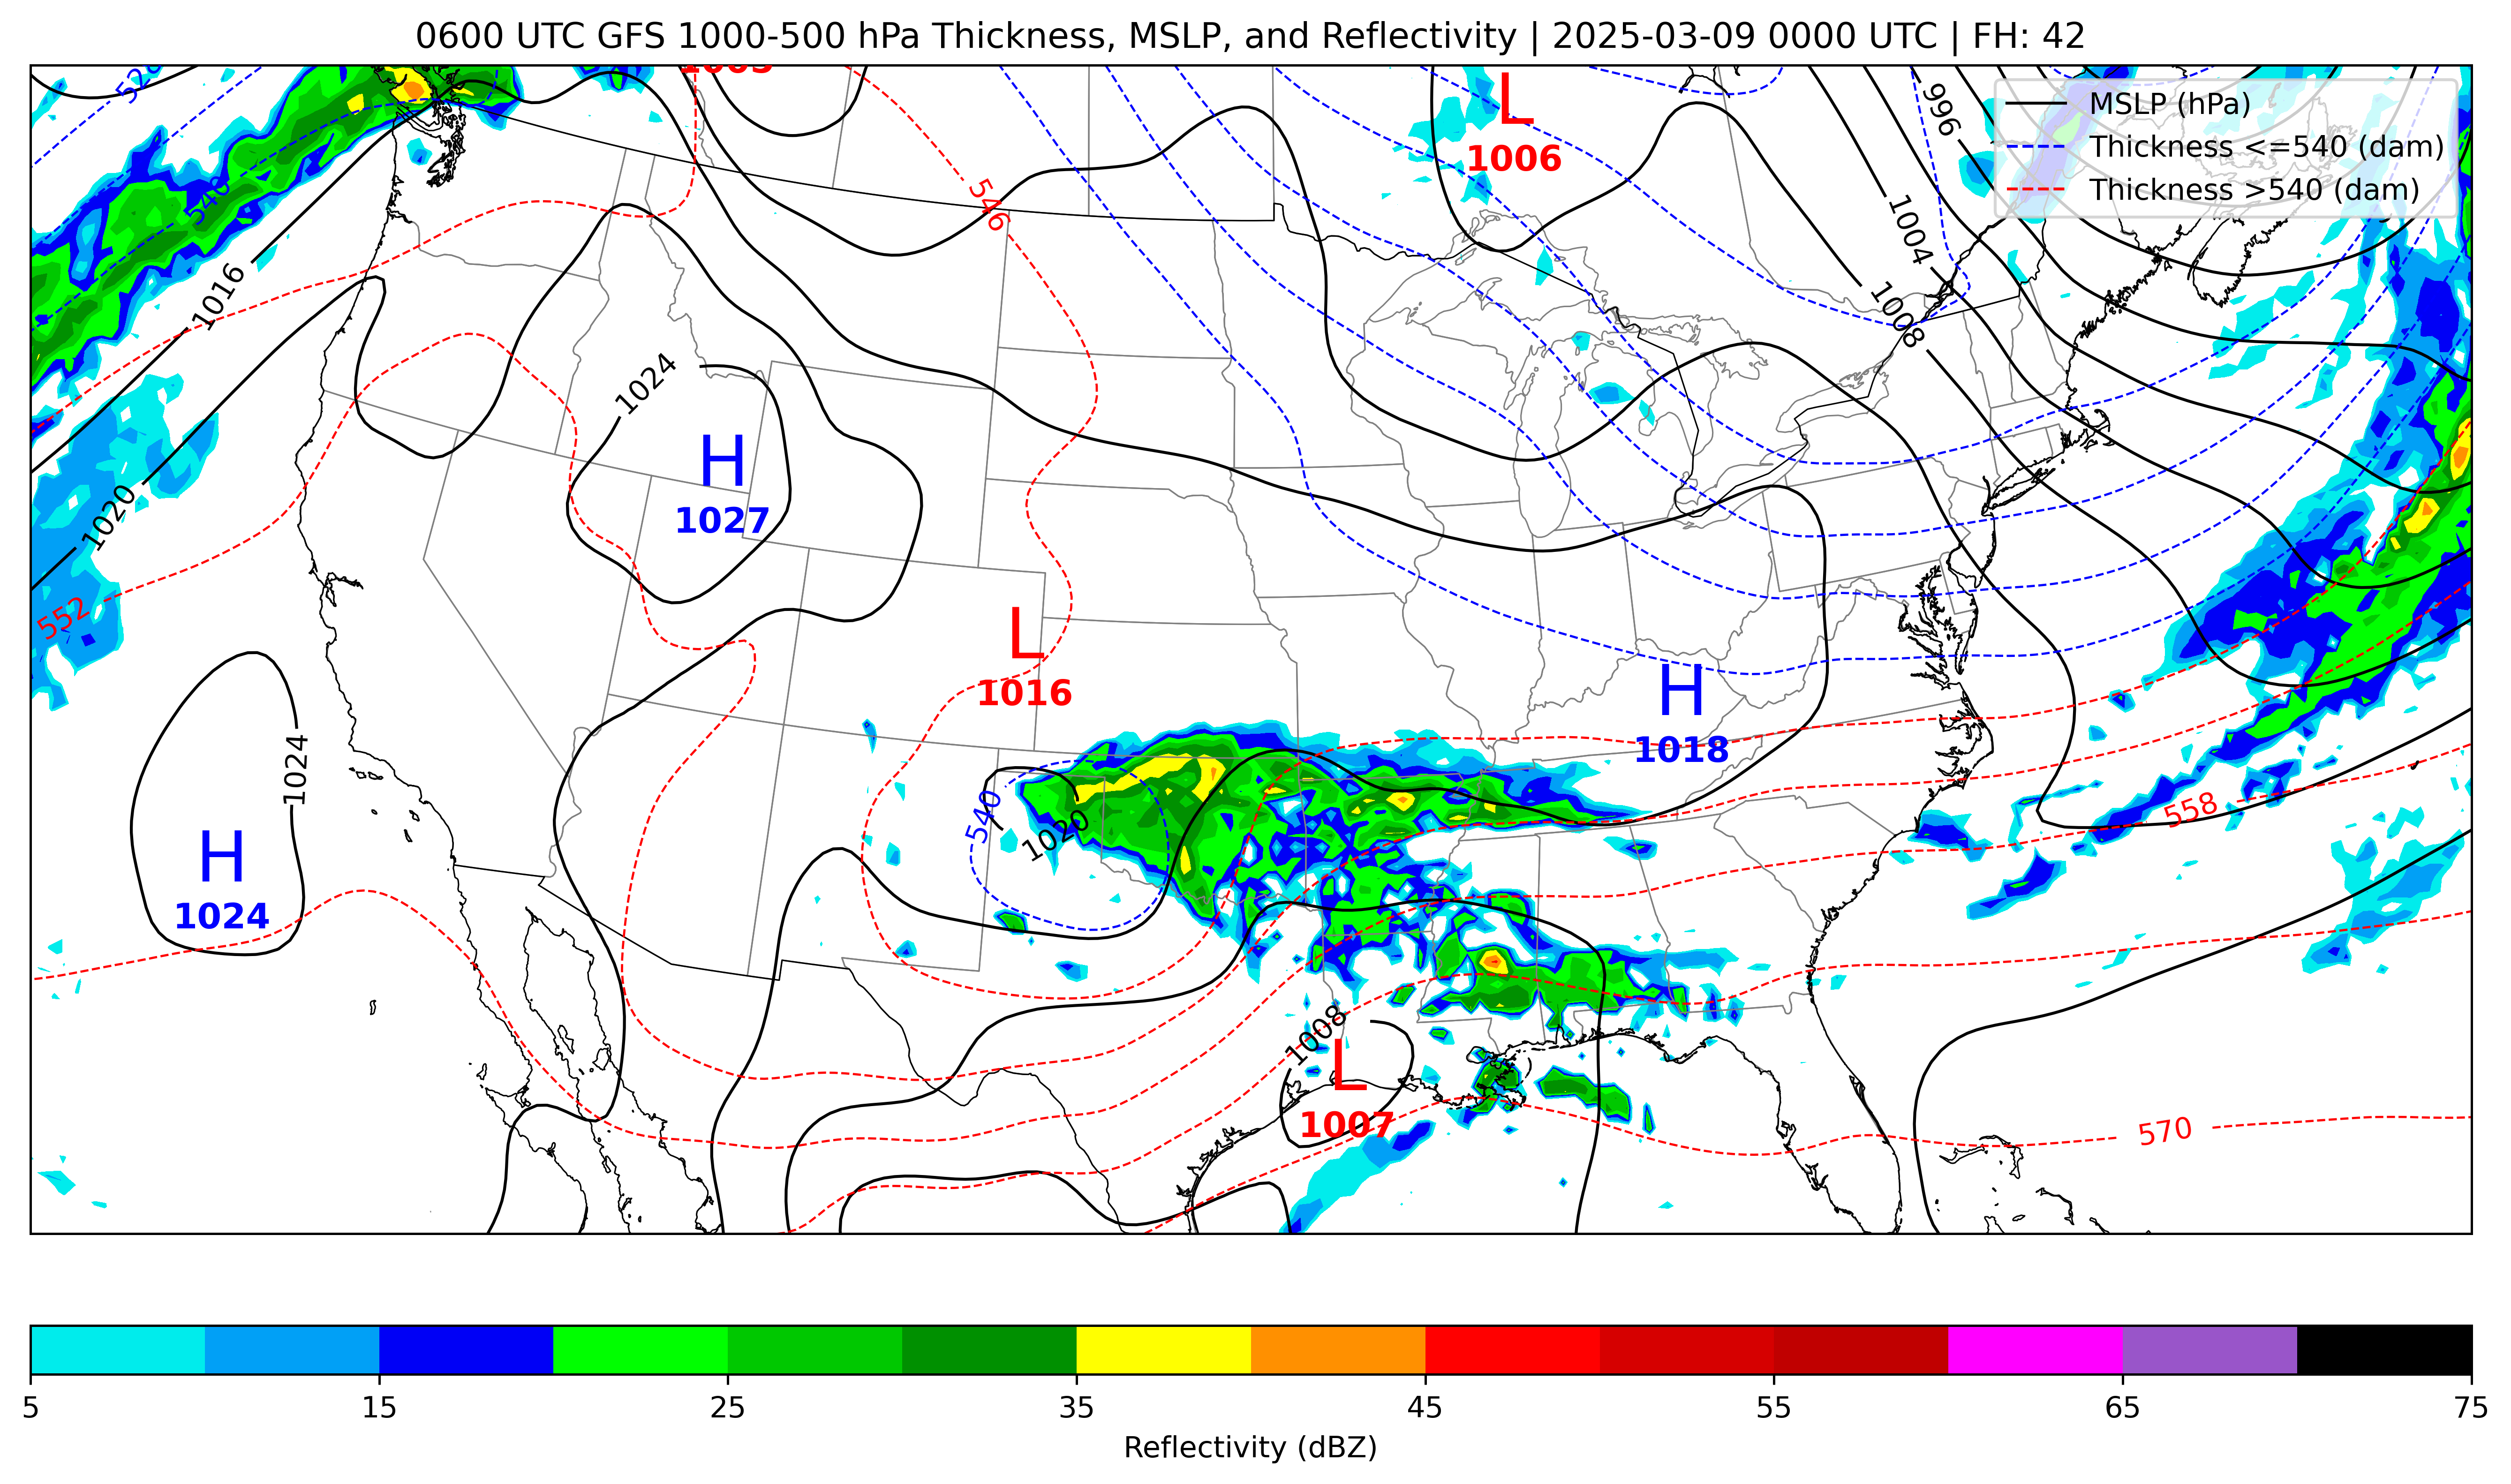 0600 UTC GFS 1000-500 hPa Thickness, MSLP, and Reflectivity | 2025-03-09 0000 UTC | FH: 42
MSLP (hPa)
Thickness <=540 (dam)
Thickness >540 (dam)
996
L
1006
546
540
1004
1016
1008
1024
H
1027
1020
552
L
1016
H
1018
1024
540
1020
558
H
1024
1008
L
1007
570
5 15 25 35 45 55 65 75
Reflectivity (dBZ)